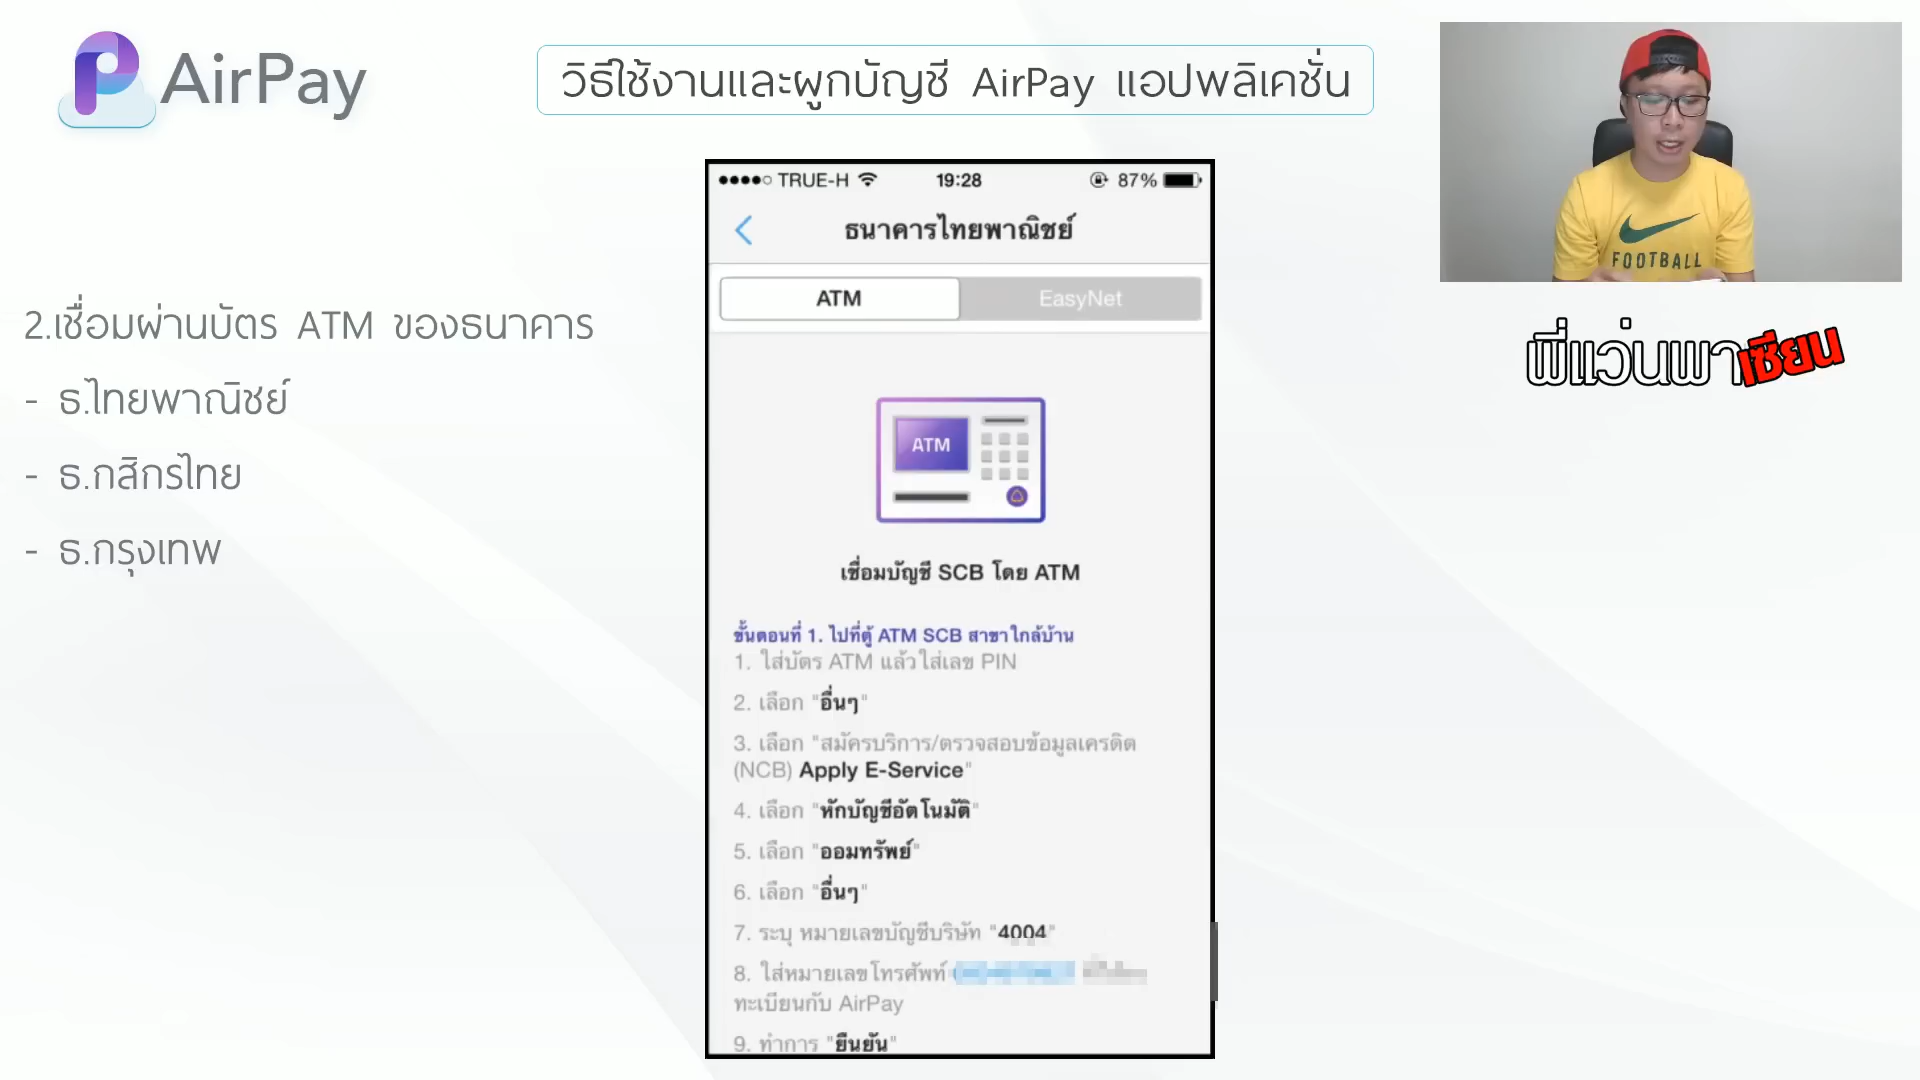 AirPay
วิธีใช้งานและผูกบัญชี AirPay แอปพลิเคชั่น
FOOTBALL
พี่แว่นพาเซียน
2.เชื่อมผ่านบัตร ATM ของธนาคาร
- ธ.ไทยพาณิชย์
- ธ.กสิกรไทย
- ธ.กรุงเทพ
TRUE-H 19:28 87%
ธนาคารไทยพาณิชย์
ATM EasyNet
ATM
เชื่อมบัญชี SCB โดย ATM
ขั้นตอนที่ 1. ไปที่ตู้ ATM SCB สาขาใกล้บ้าน
1. ใส่บัตร ATM แล้วใส่เลข PIN
2. เลือก "อื่นๆ"
3. เลือก "สมัครบริการ/ตรวจสอบข้อมูลเครดิต
(NCB) Apply E-Service"
4. เลือก "หักบัญชีอัตโนมัติ"
5. เลือก "ออมทรัพย์"
6. เลือก "อื่นๆ"
7. ระบุ หมายเลขบัญชีบริษัท "4004"
8. ใส่หมายเลขโทรศัพท์
ทะเบียนกับ AirPay
9. ทำการ "ยืนยัน"